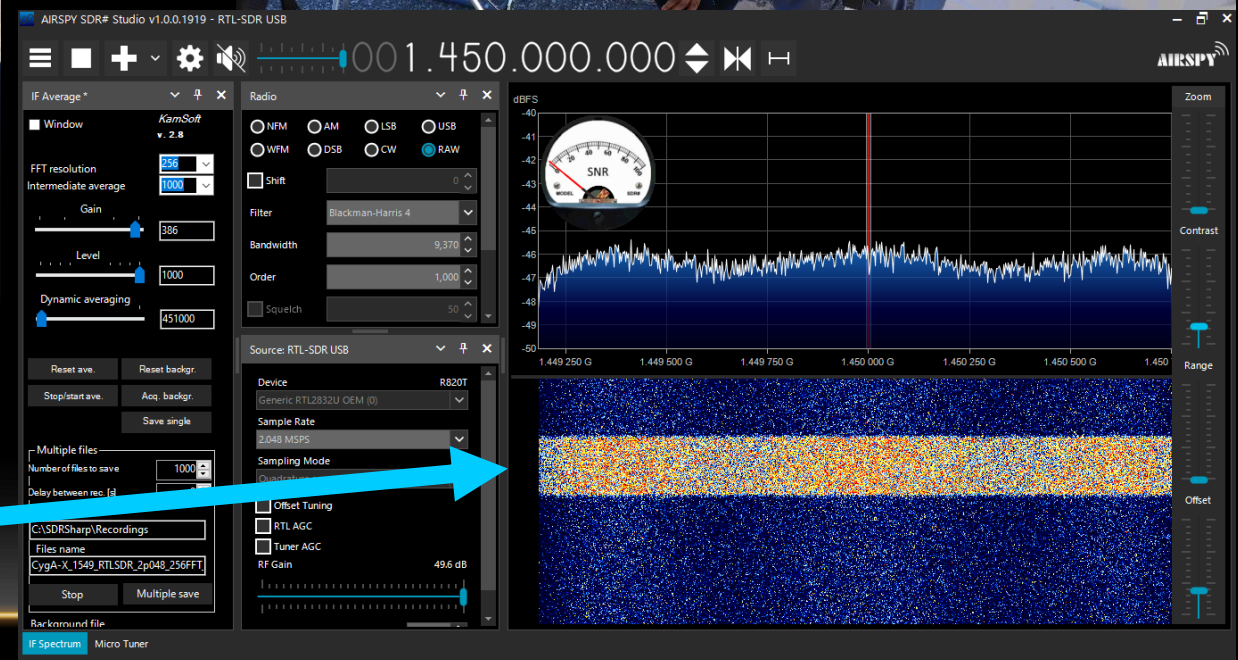 AIRSPY SDR# Studio v1.0.0.1919 - RTL-SDR USB
001.450.000.000
AIRSPY
IF Average *
Window
KamSoft
v. 2.8
FFT resolution
256
Intermediate average
1000
Gain
386
Level
1000
Dynamic averaging
451000
Reset ave.
Reset backgr.
Stop/start ave.
Acq. backgr.
Save single
Multiple files
Number of files to save
1000
Delay between rec. [s]
C:\SDRSharp\Recordings
Files name
CygA-X_1549_RTLSDR_2p048_256FFT
Stop
Multiple save
Background file
IF Spectrum
Micro Tuner
Radio
NFM AM LSB USB
WFM DSB CW RAW
Shift
0
Filter
Blackman-Harris 4
Bandwidth
9,370
Order
1,000
Squelch
50
Source: RTL-SDR USB
Device
R820T
Generic RTL2832U OEM (0)
Sample Rate
2.048 MSPS
Sampling Mode
Offset Tuning
RTL AGC
Tuner AGC
RF Gain
49.6 dB
dBFS
-40
-41
-42
-43
-44
-45
-46
-47
-48
-49
-50
0 20 40 60 80 100
SNR
MODEL
SDR#
1.449 250 G
1.449 500 G
1.449 750 G
1.450 000 G
1.450 250 G
1.450 500 G
1.450
Zoom
Contrast
Range
Offset